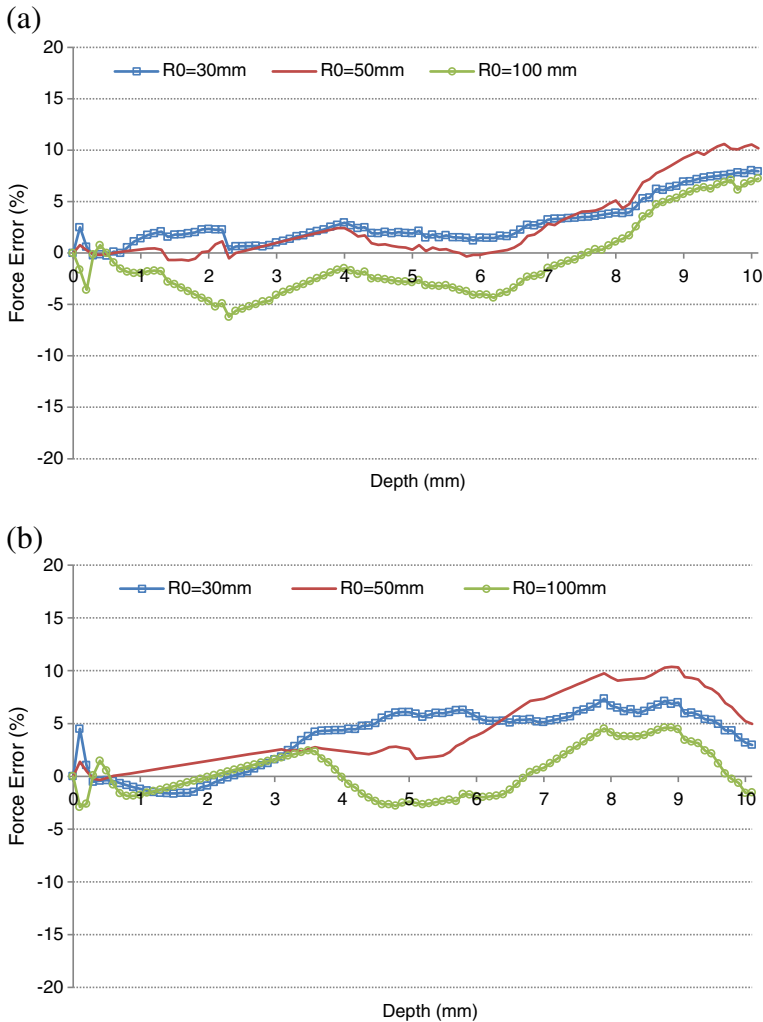 (a)
20
R0=30mm R0=50mm R0=100 mm
15
10
5
0
0 1 2 3 4 5 6 7 8 9 10
-5
-10
-15
-20
Force Error (%)
Depth (mm)
(b)
20
R0=30mm R0=50mm R0=100mm
15
10
5
0
0 1 2 3 4 5 6 7 8 9 10
-5
-10
-15
-20
Force Error (%)
Depth (mm)